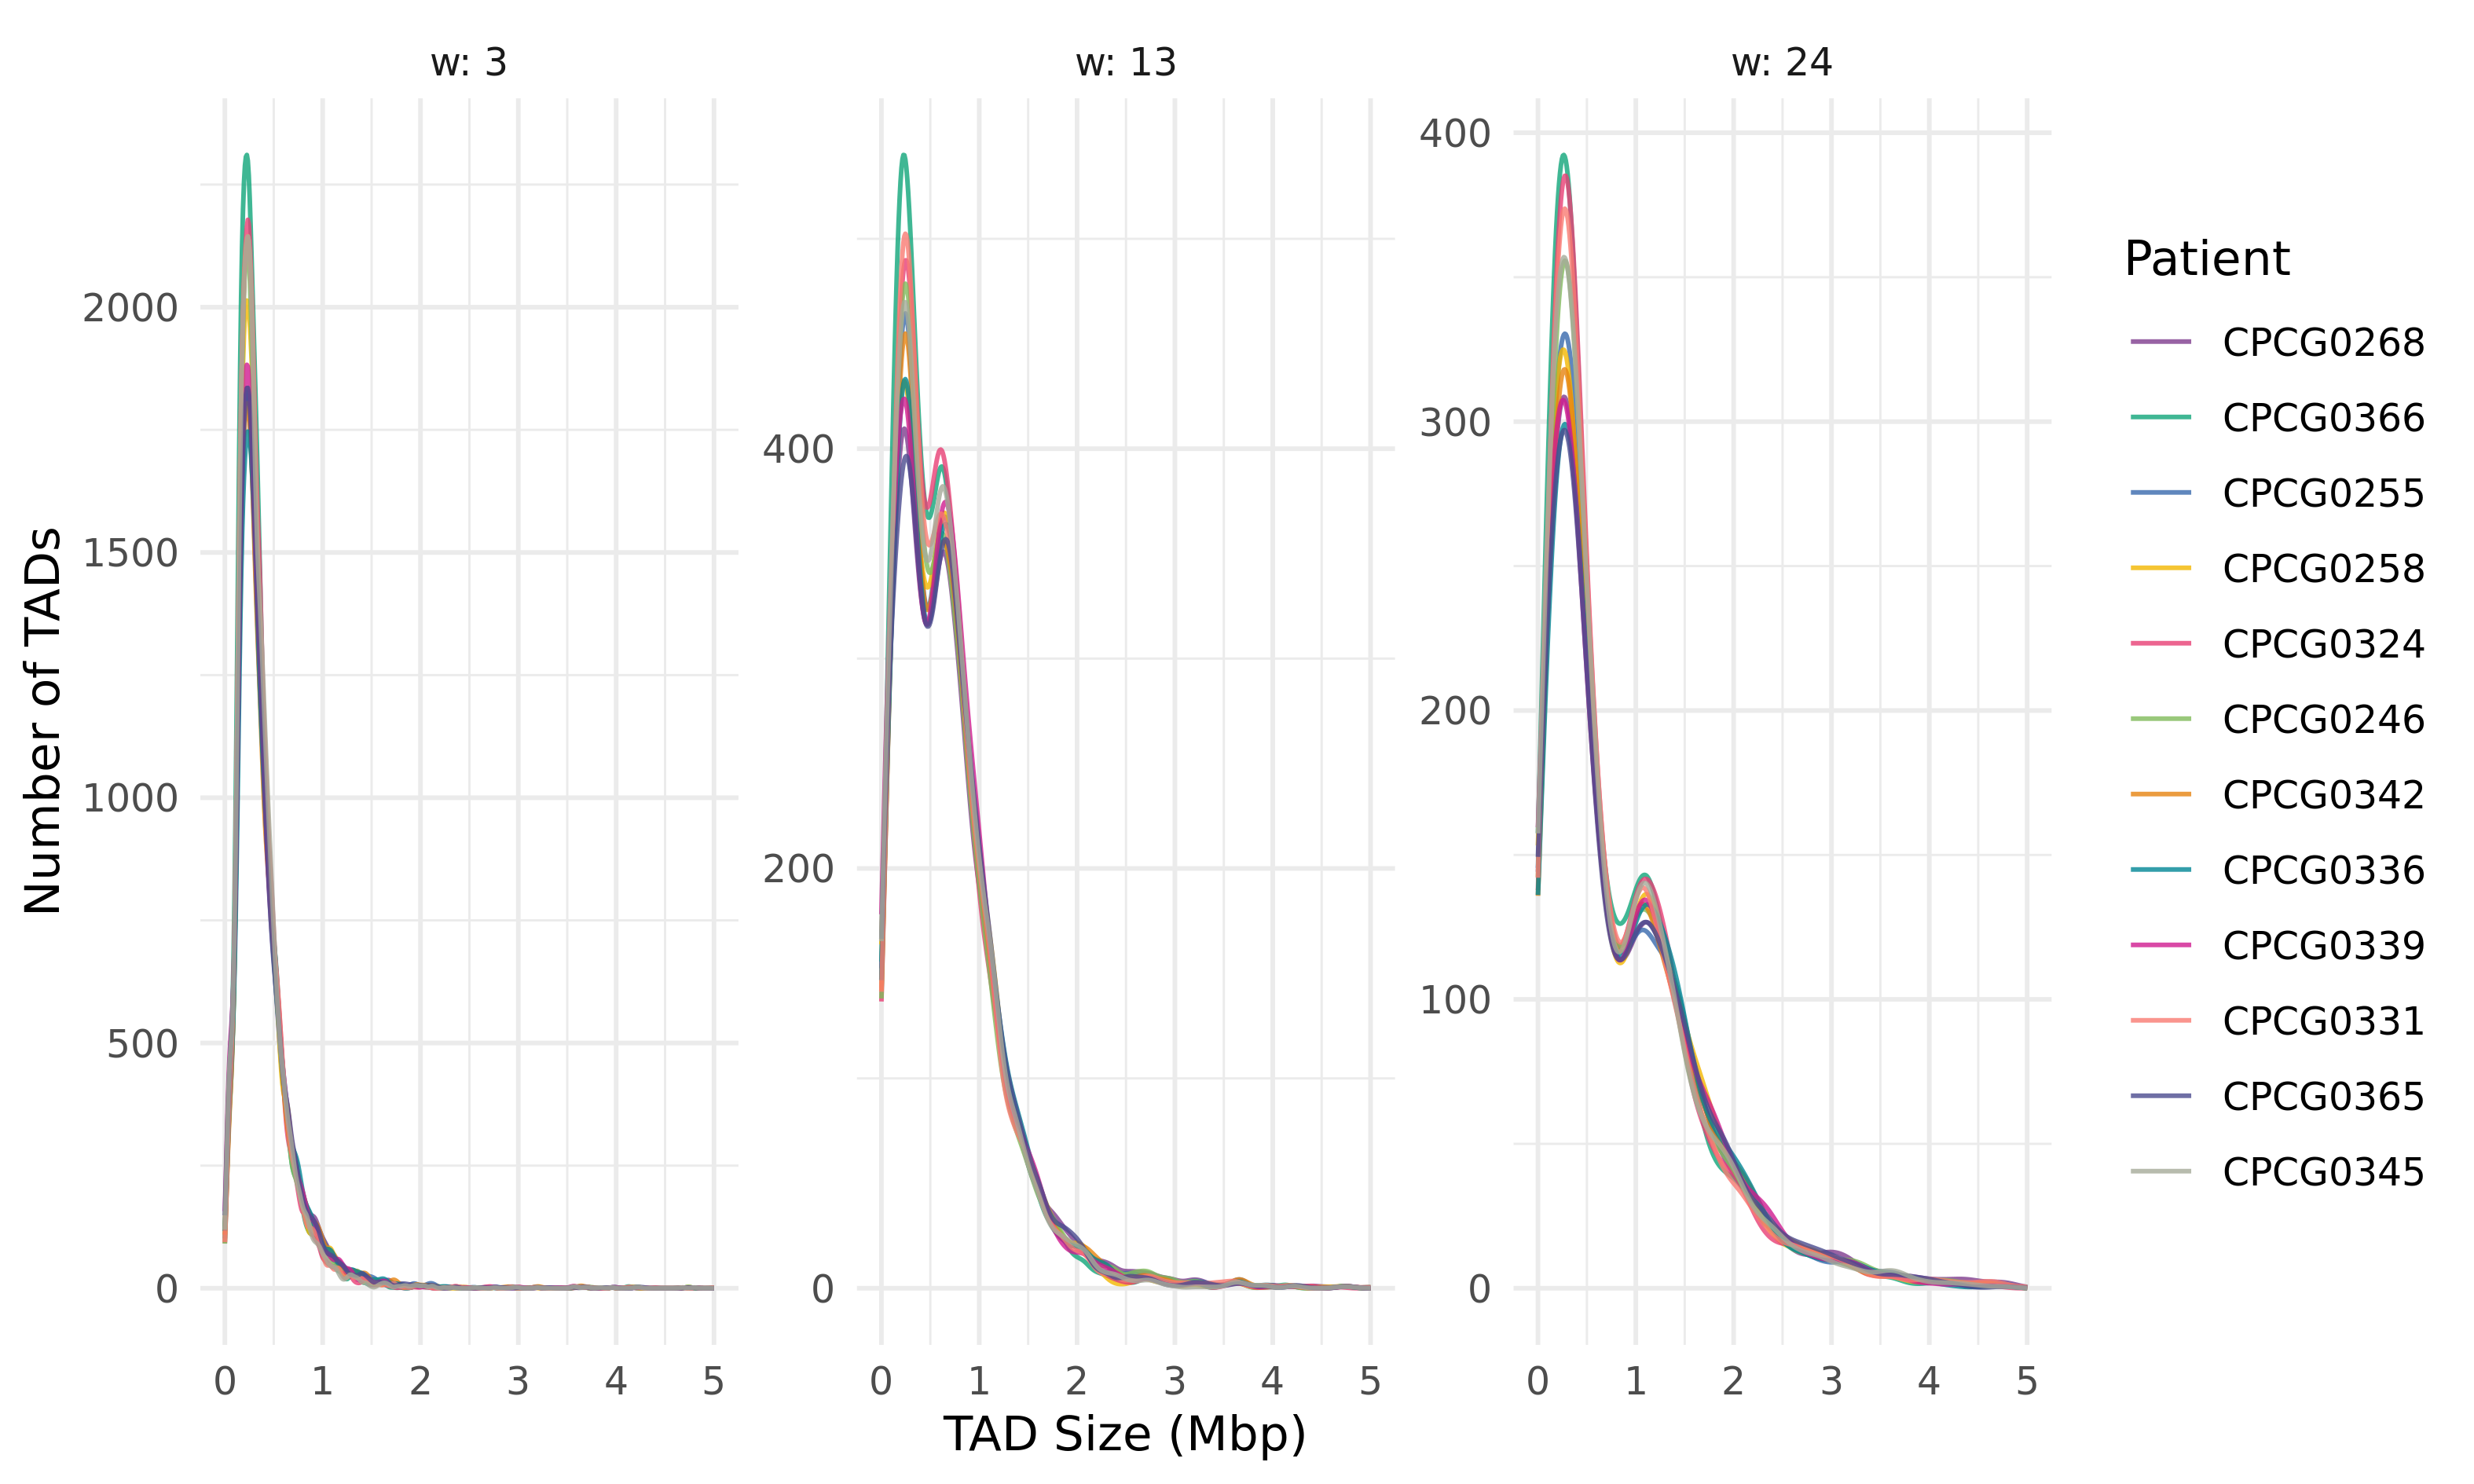 w: 3
w: 13
w: 24
Number of TADs
2000
1500
1000
500
0
400
200
0
400
300
200
100
0
0 1 2 3 4 5
0 1 2 3 4 5
0 1 2 3 4 5
TAD Size (Mbp)
Patient
CPCG0268
CPCG0366
CPCG0255
CPCG0258
CPCG0324
CPCG0246
CPCG0342
CPCG0336
CPCG0339
CPCG0331
CPCG0365
CPCG0345